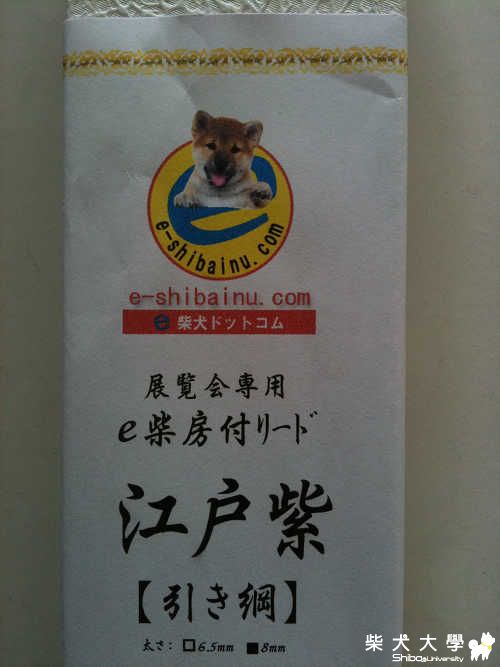 e-shibainu.com
e-shibainu.com
e 柴犬ドットコム
展覧会専用
e柴房付リード
江戸紫
【引き綱】
太さ：□6.5mm ■8mm
柴犬大學
Shiba university